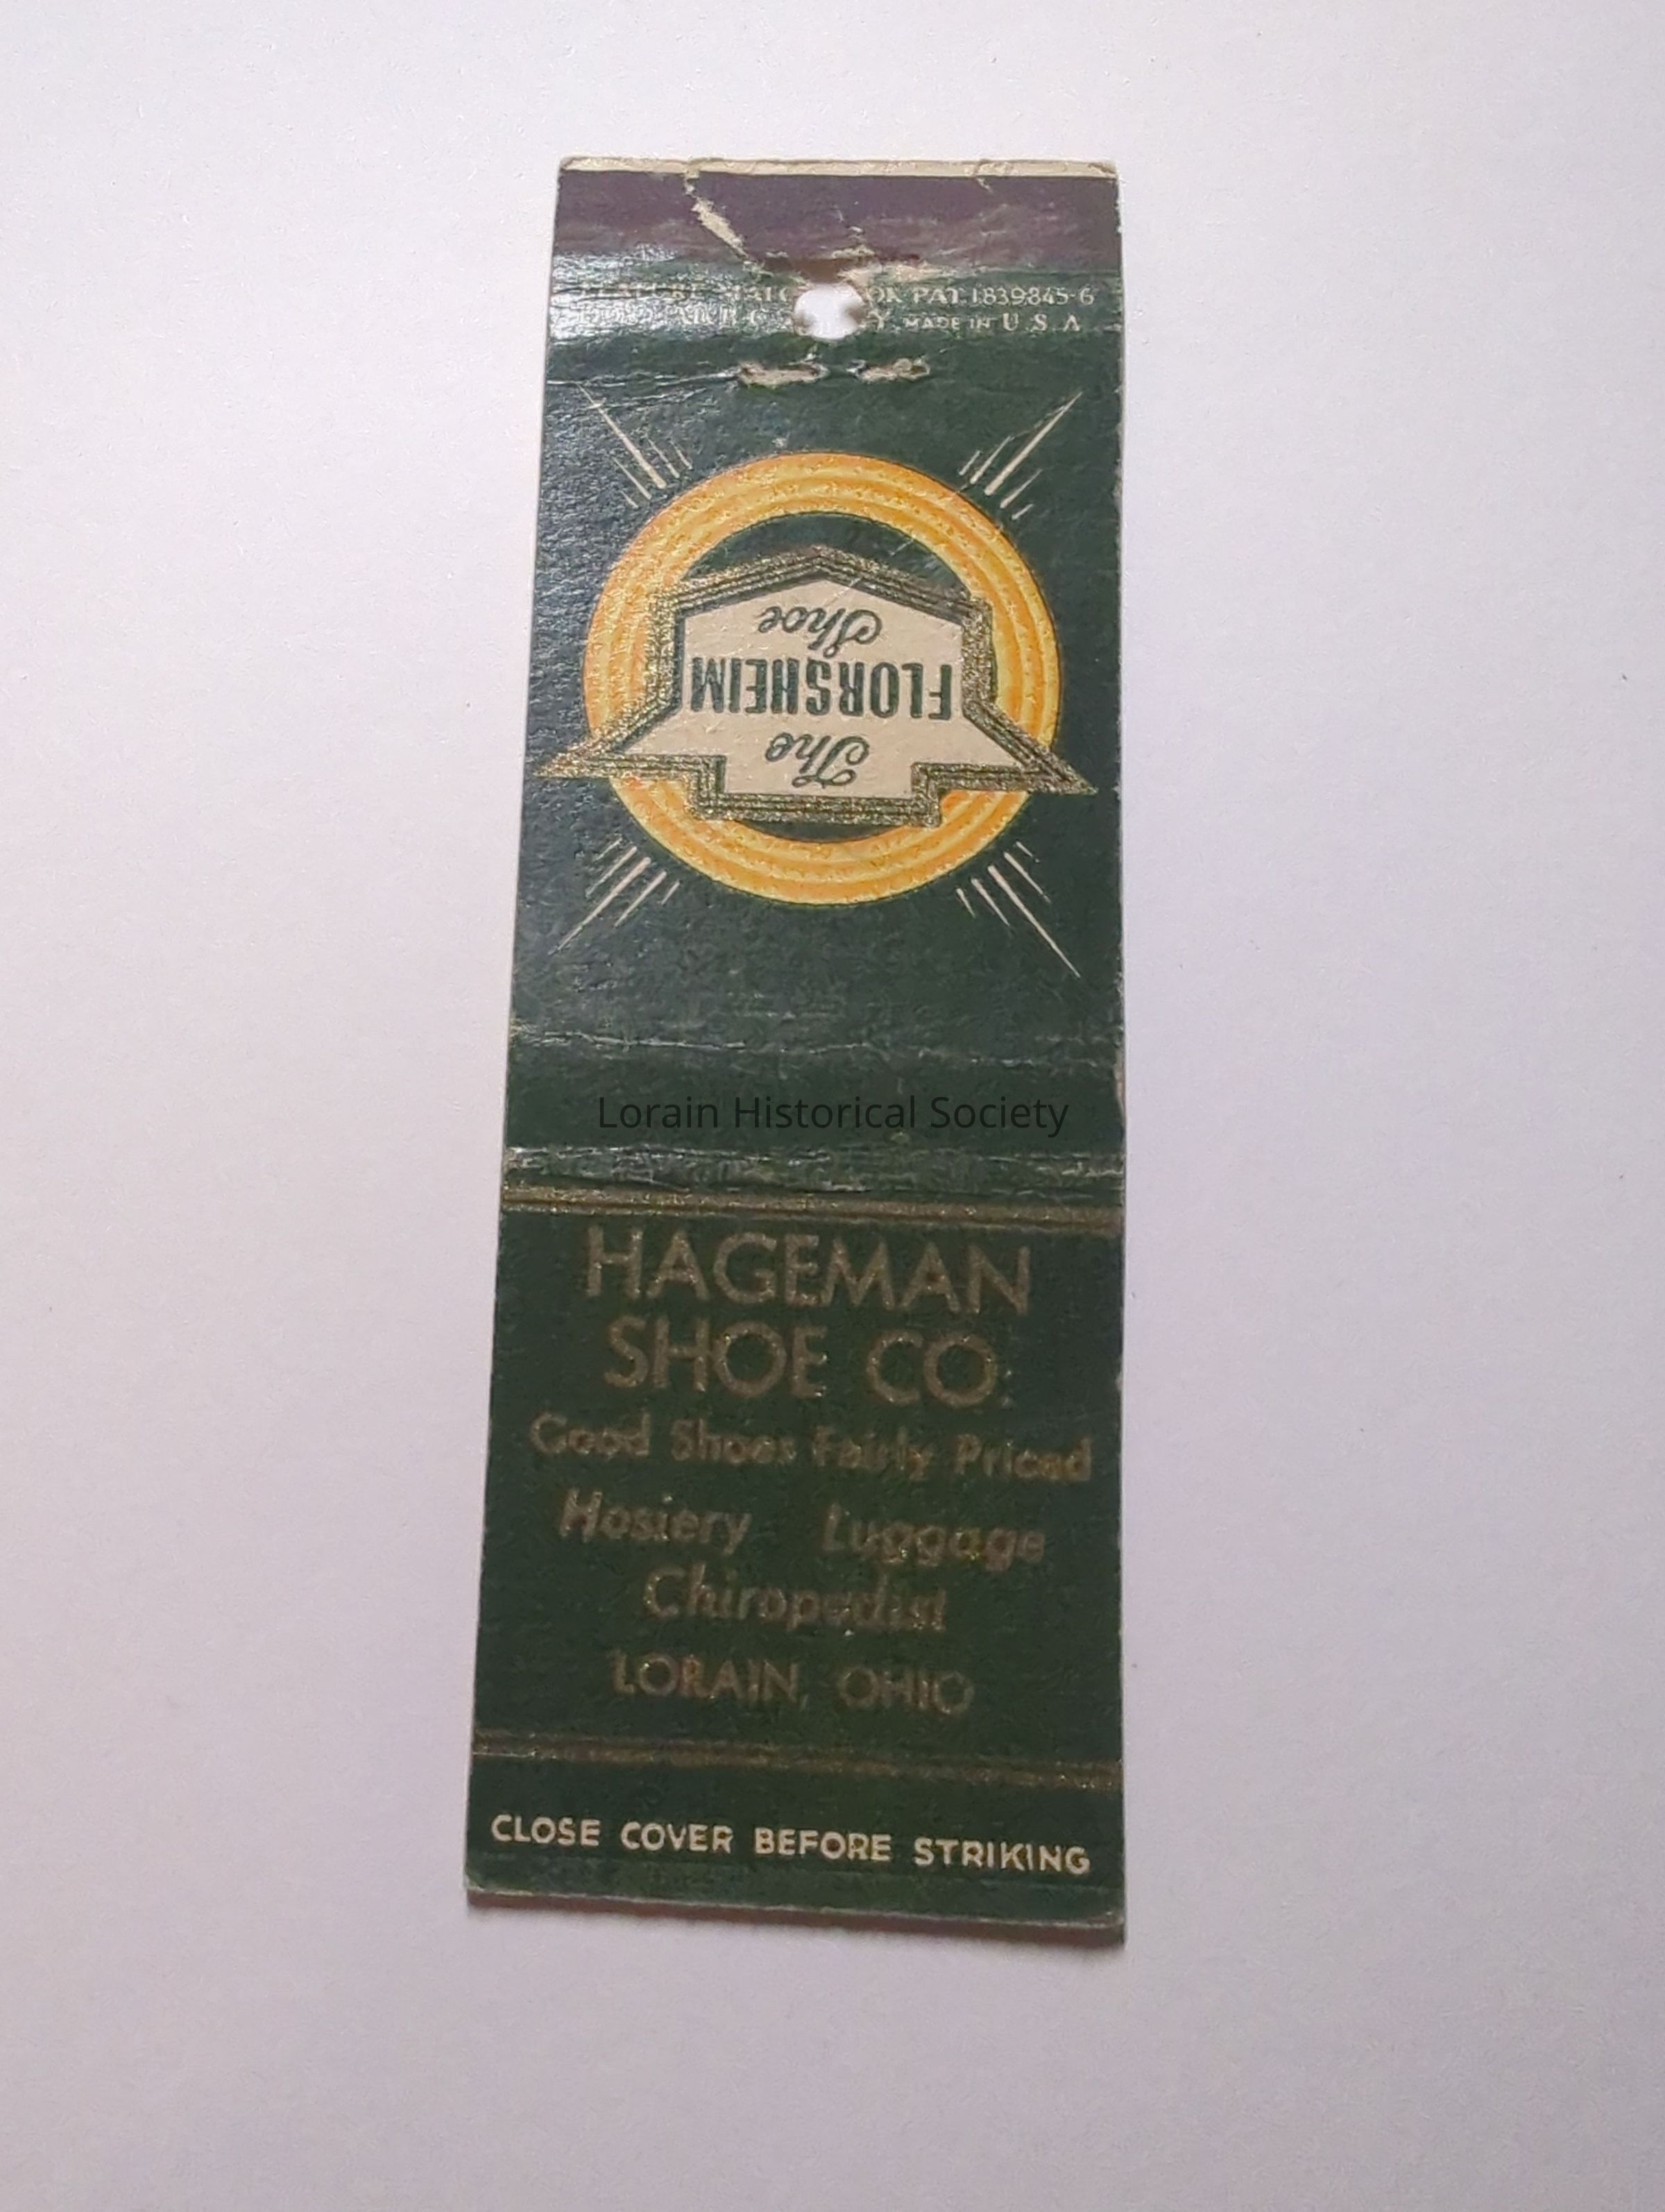 OK PAT. 1839845-6
MADE IN U.S.A.
The
FLORSHEIM
Shoe
Lorain Historical Society
HAGEMAN
SHOE CO.
Good Shoes Fairly Priced
Hosiery Luggage
Chiropodist
LORAIN, OHIO
CLOSE COVER BEFORE STRIKING